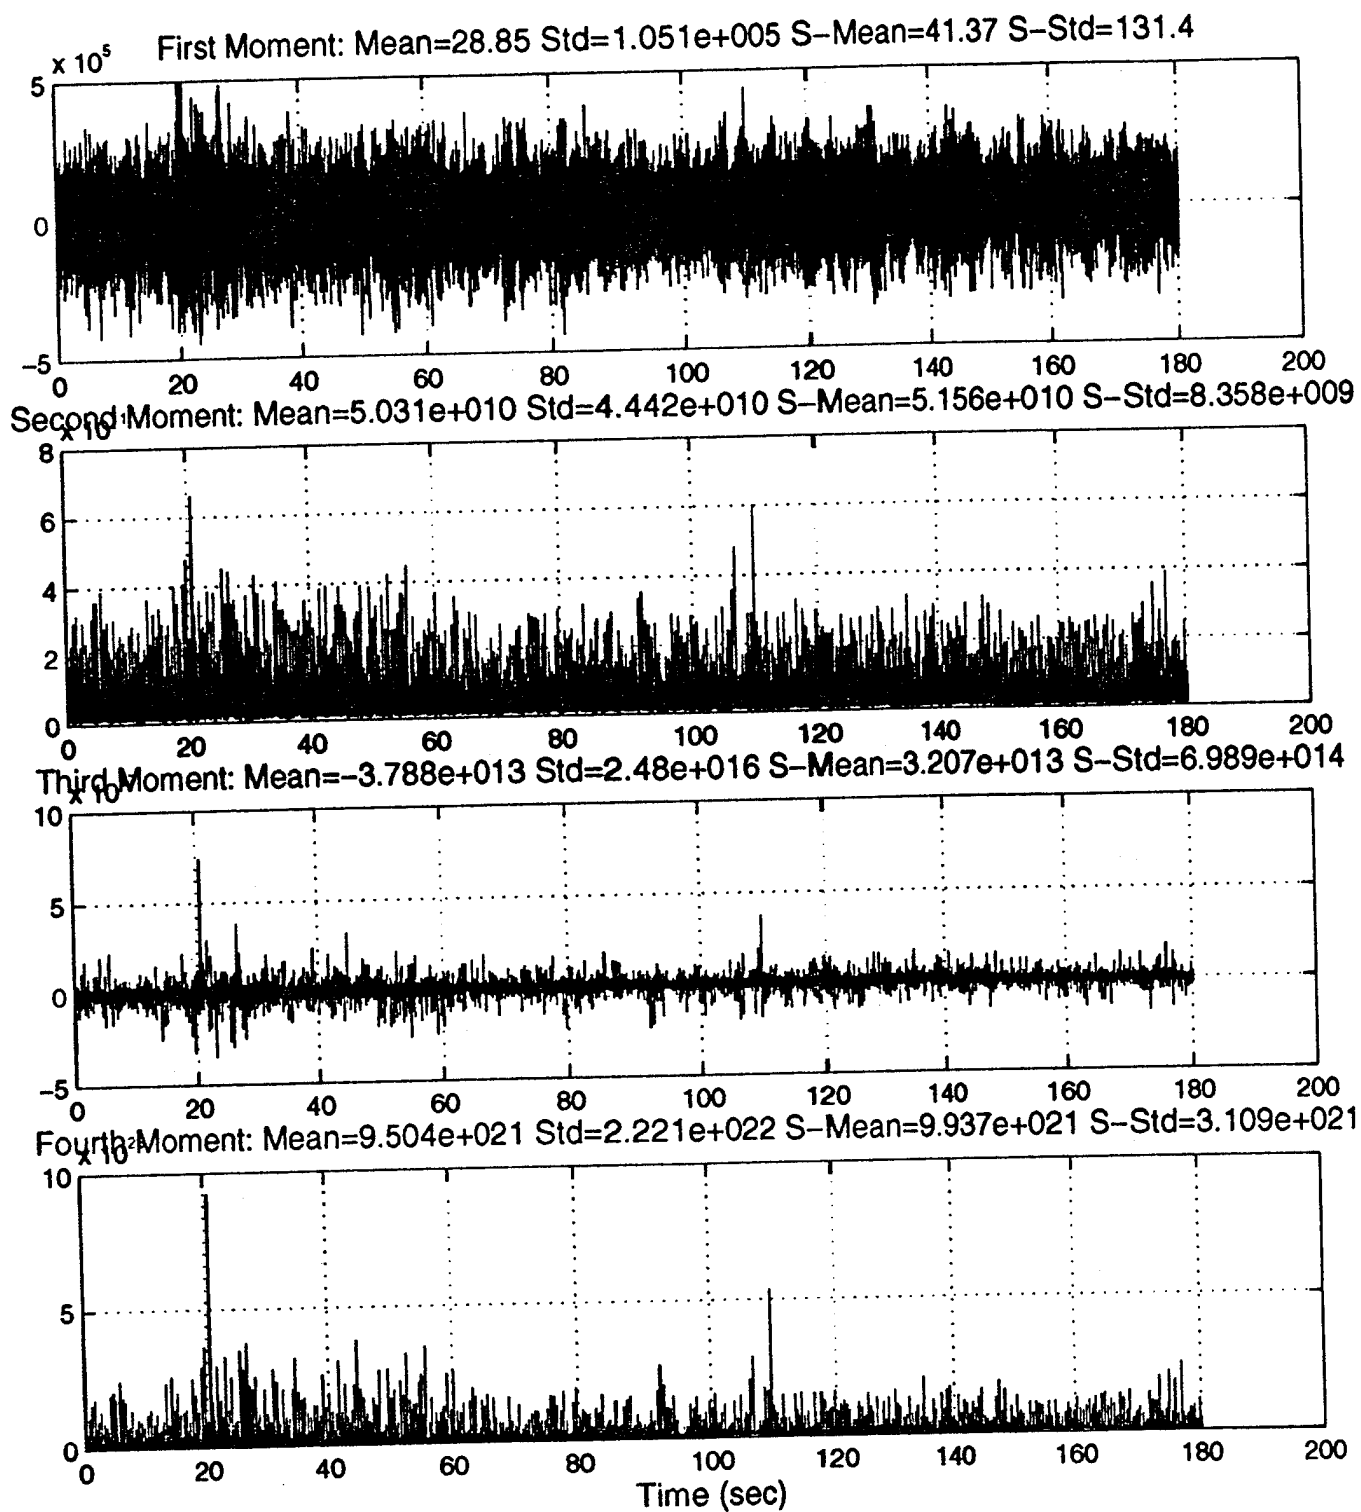 First Moment: Mean=28.85 Std=1.051e+005 S−Mean=41.37 S−Std=131.4
x 10⁵
5
0
−5
0 20 40 60 80 100 120 140 160 180 200
Second Moment: Mean=5.031e+010 Std=4.442e+010 S−Mean=5.156e+010 S−Std=8.358e+009
x 10
8
6
4
2
0
0 20 40 60 80 100 120 140 160 180 200
Third Moment: Mean=−3.788e+013 Std=2.48e+016 S−Mean=3.207e+013 S−Std=6.989e+014
x 10
10
5
0
−5
0 20 40 60 80 100 120 140 160 180 200
Fourth Moment: Mean=9.504e+021 Std=2.221e+022 S−Mean=9.937e+021 S−Std=3.109e+021
x 10
10
5
0
0 20 40 60 80 100 120 140 160 180 200
Time (sec)